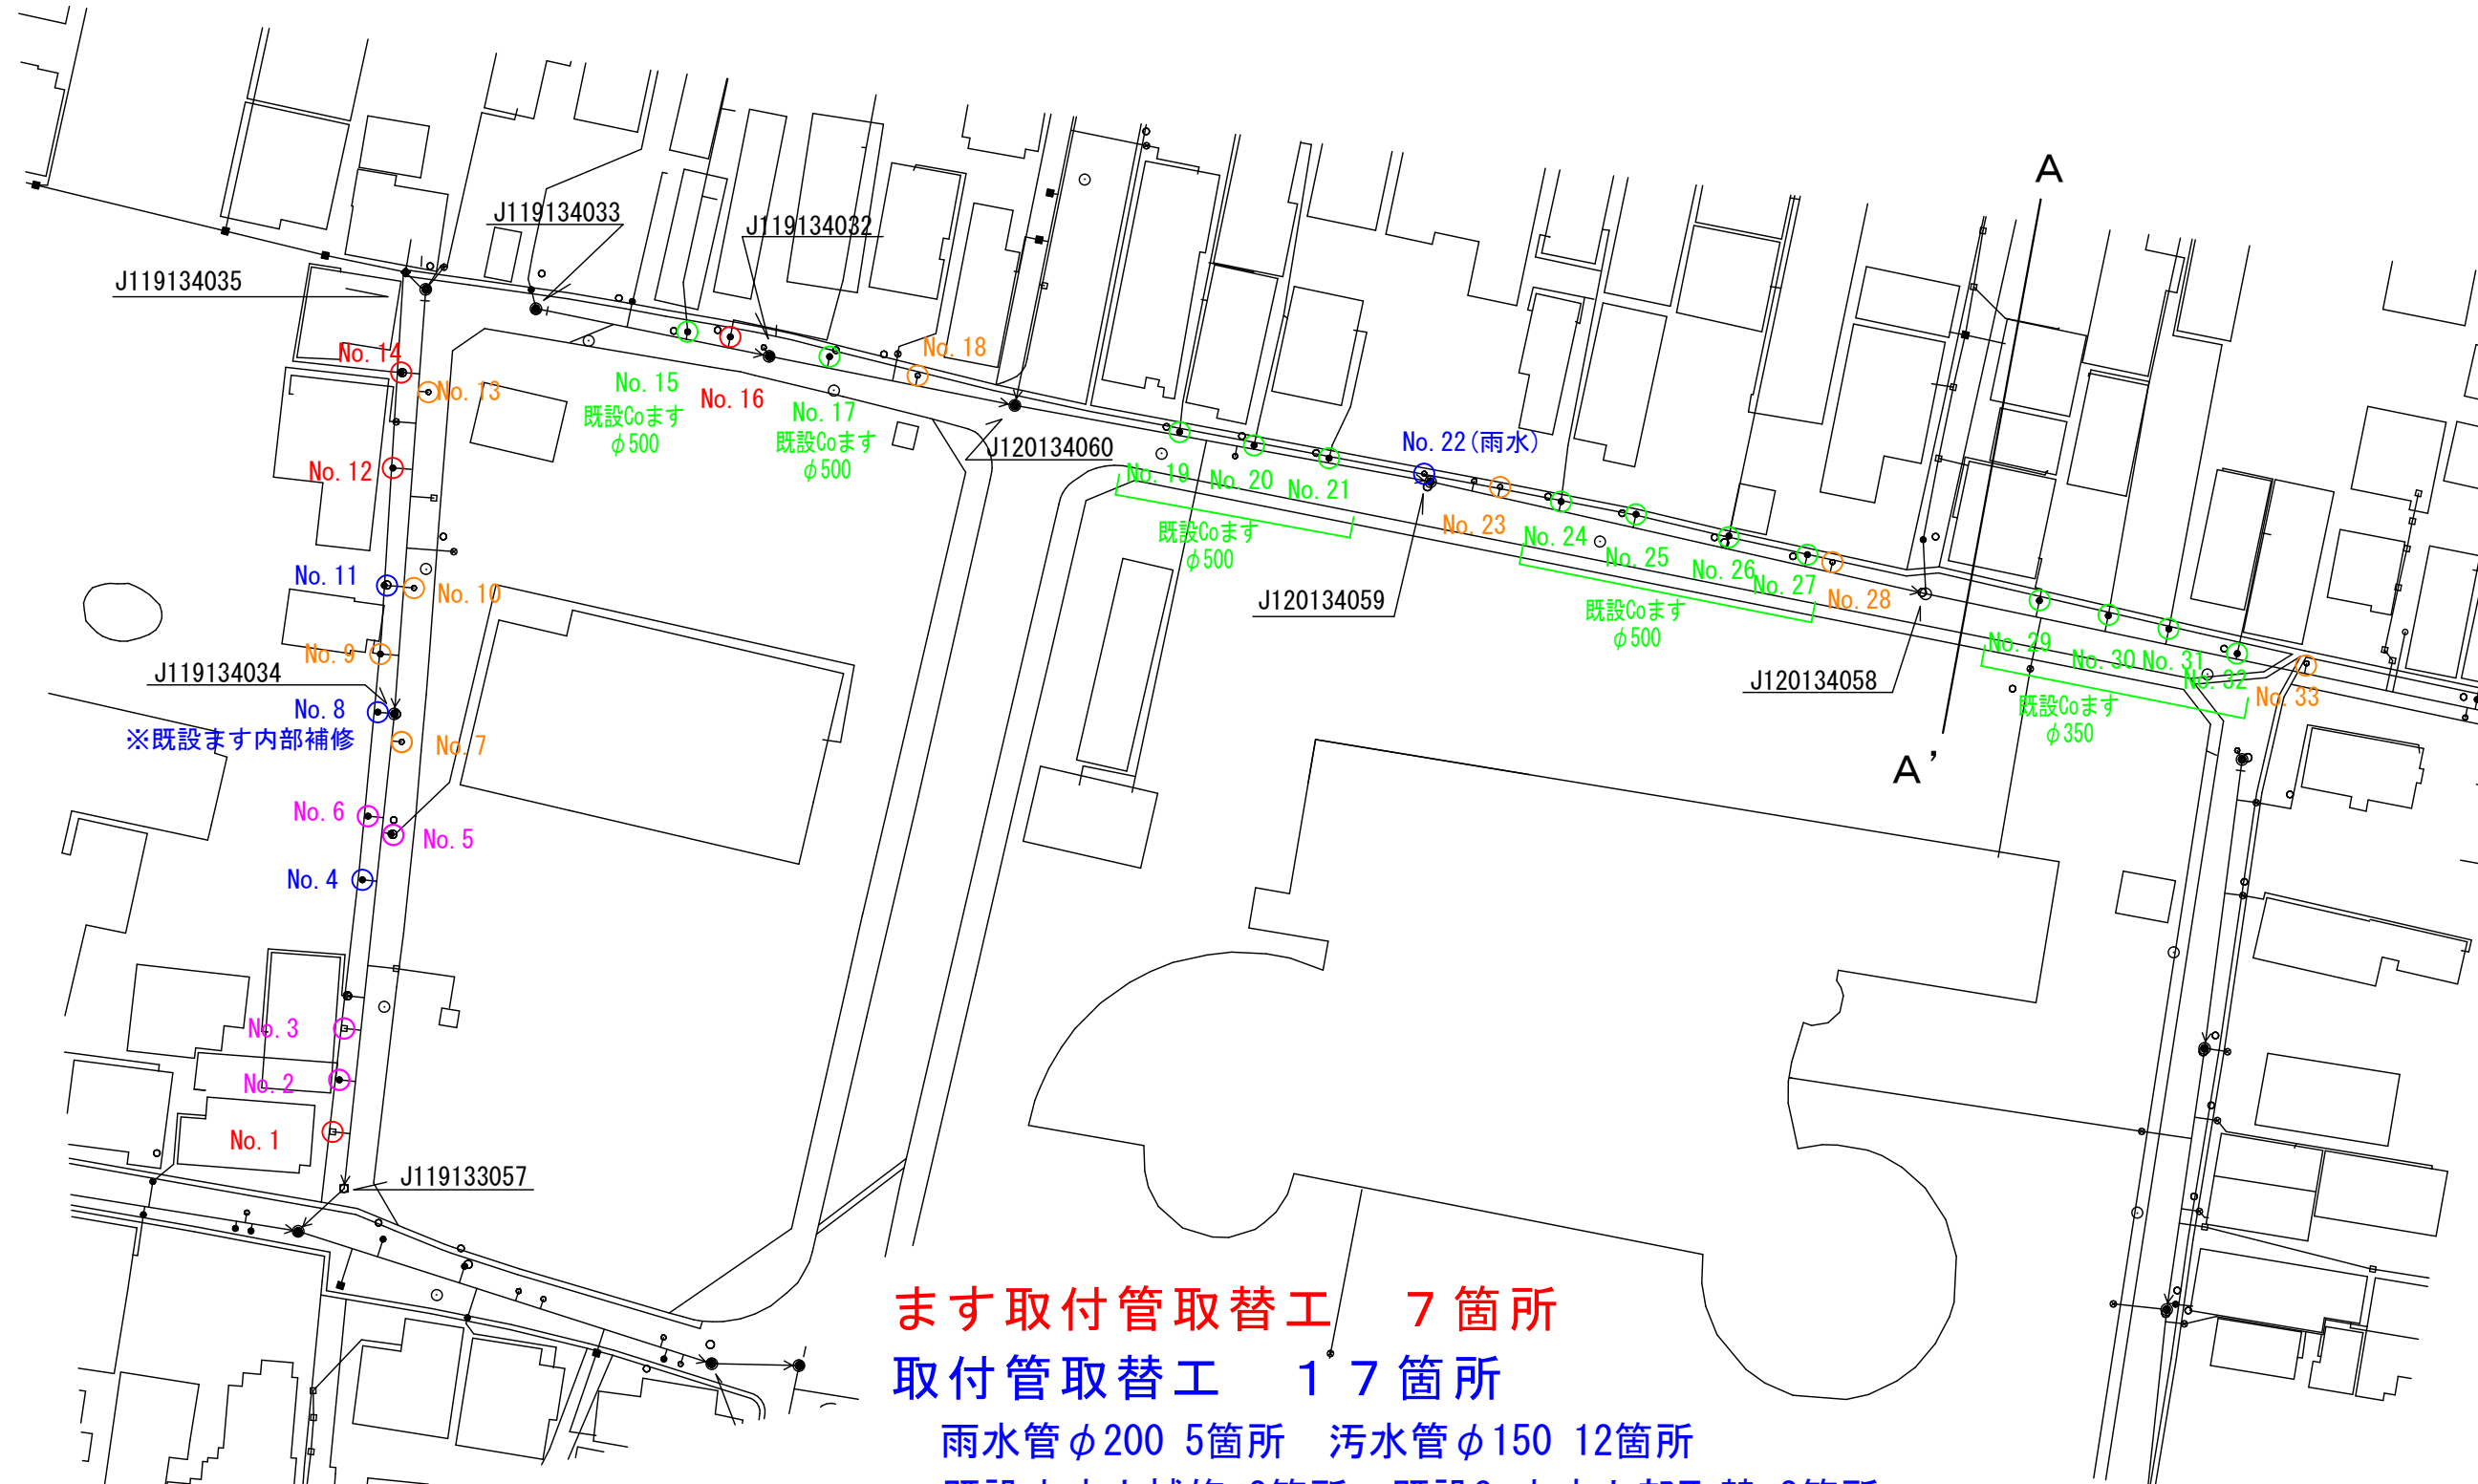 A
J119134033
J119134032
J119134035
No. 14
No. 13
No. 15
既設Coます
φ500
No. 16
No. 17
既設Coます
φ500
No. 18
J120134060
No. 12
No. 19
No. 20
No. 21
既設Coます
φ500
No. 22(雨水)
No. 23
No. 24
No. 25
No. 26
No. 27
既設Coます
φ500
No. 28
No. 11
No. 10
J120134059
No. 9
J119134034
No. 8
※既設ます内部補修
No. 7
J120134058
No. 29
No. 30
No. 31
No. 32
既設Coます
φ350
No. 33
A'
No. 6
No. 5
No. 4
No. 3
No. 2
No. 1
J119133057
ます取付管取替工　７箇所
取付管取替工　１７箇所
雨水管φ200 5箇所　汚水管φ150 12箇所